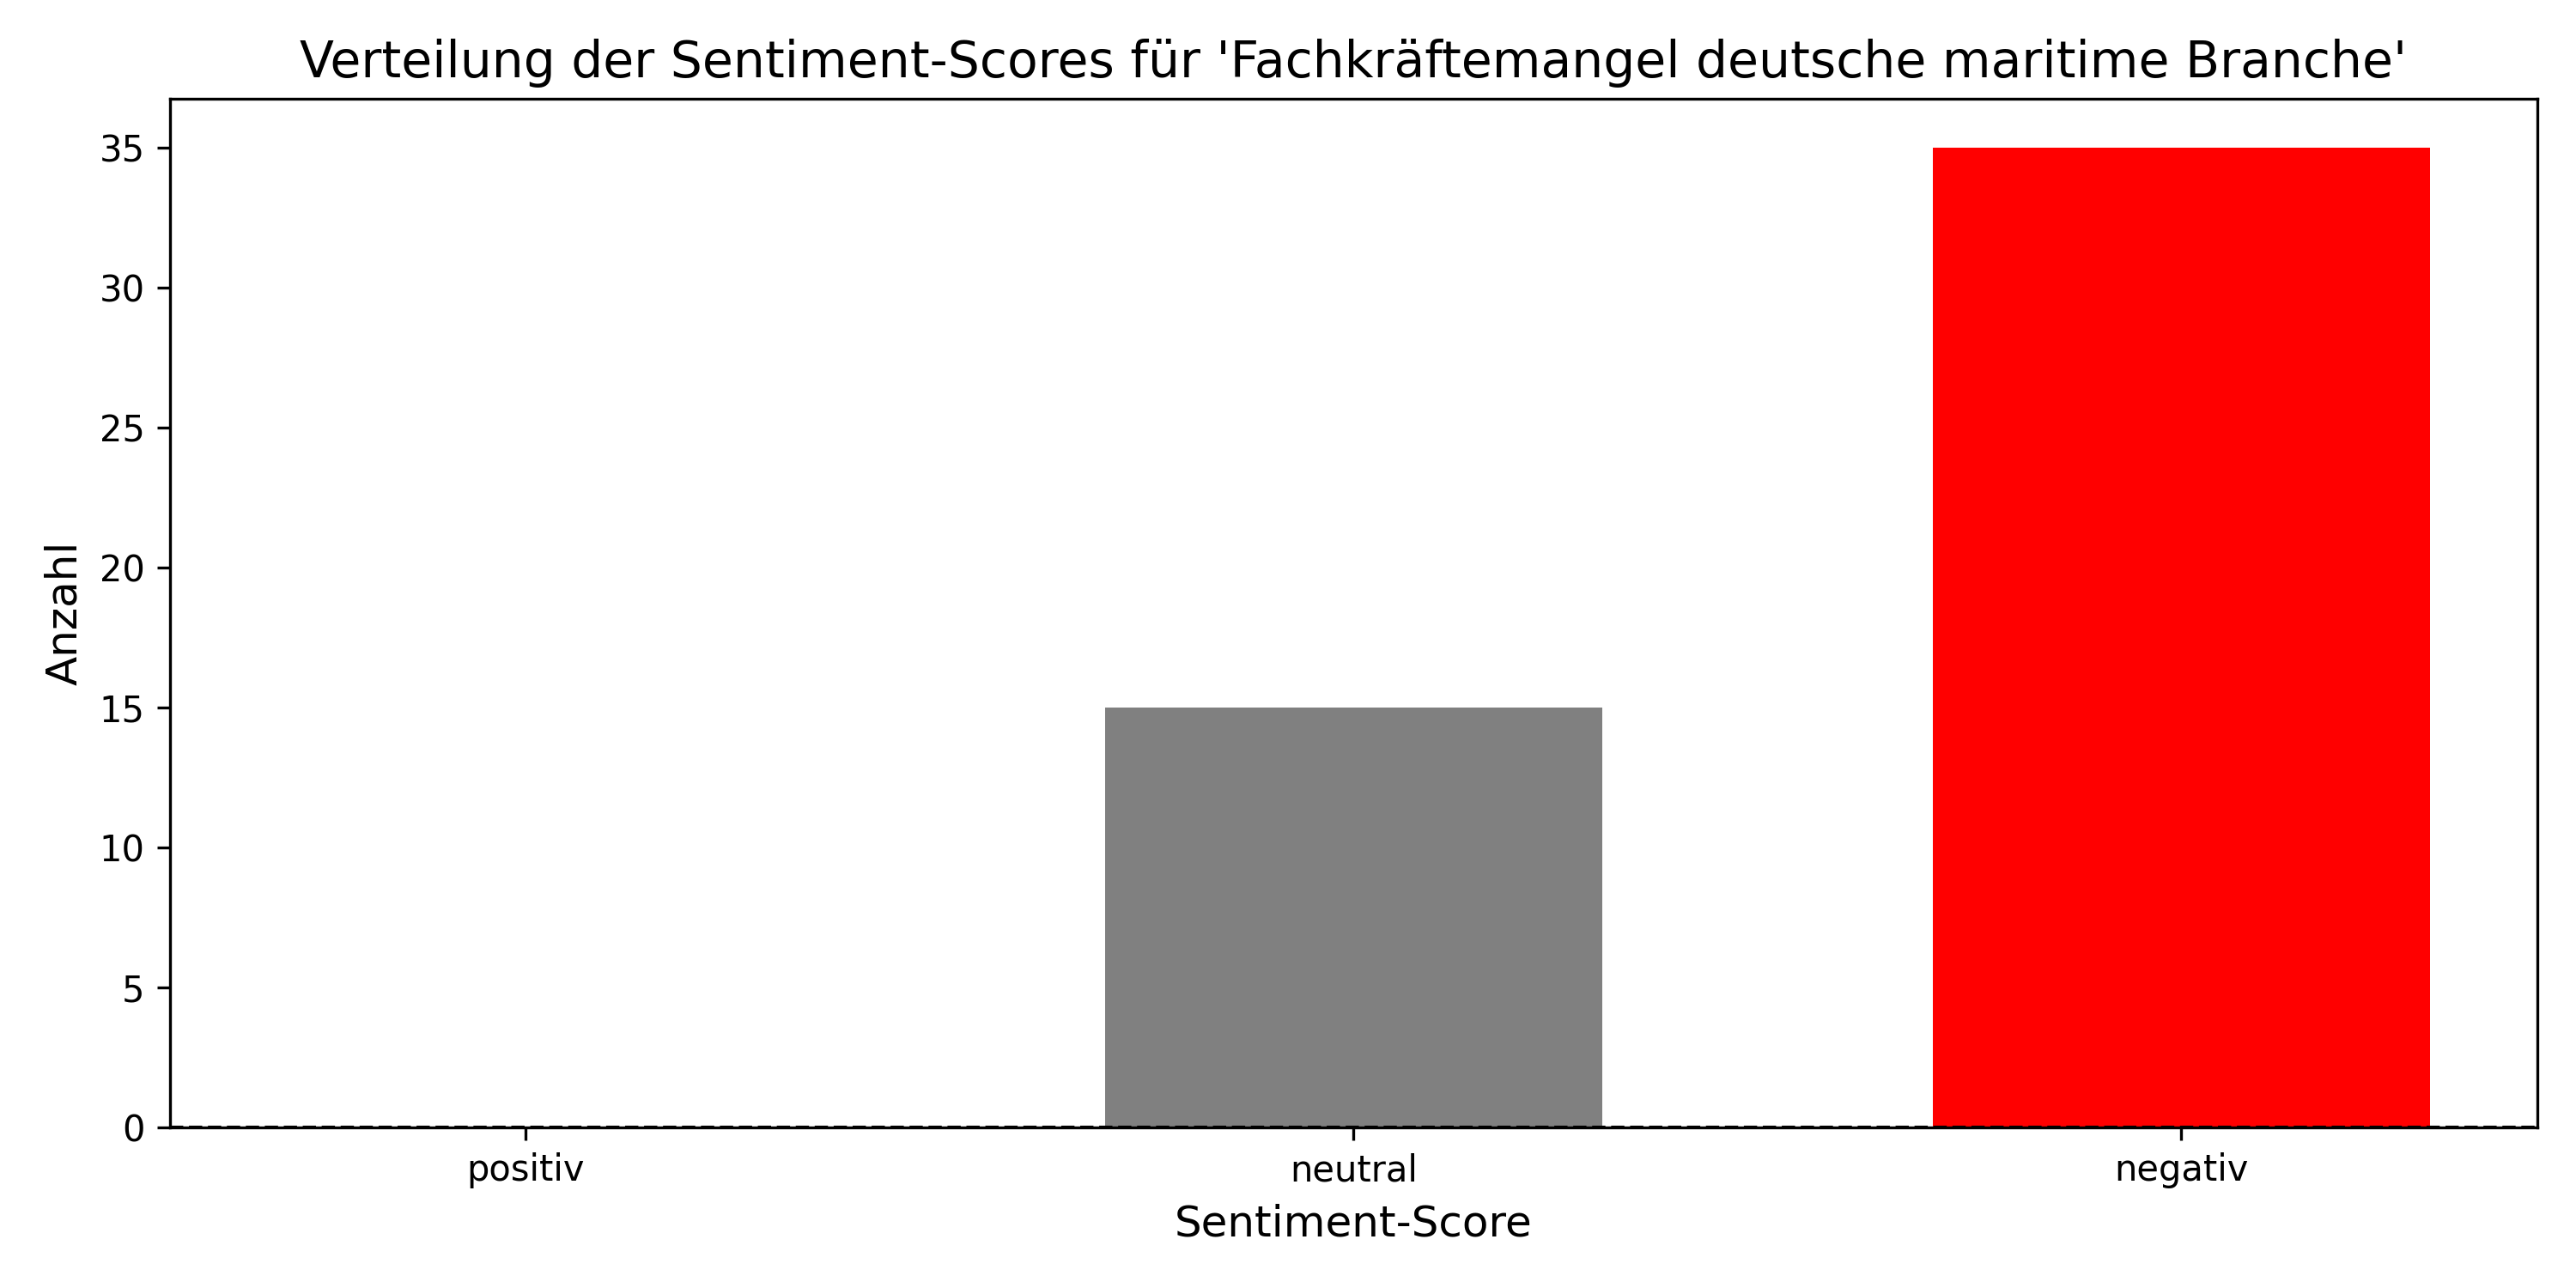 Verteilung der Sentiment-Scores für 'Fachkräftemangel deutsche maritime Branche'
Anzahl
35
30
25
20
15
10
5
0
positiv neutral negativ
Sentiment-Score